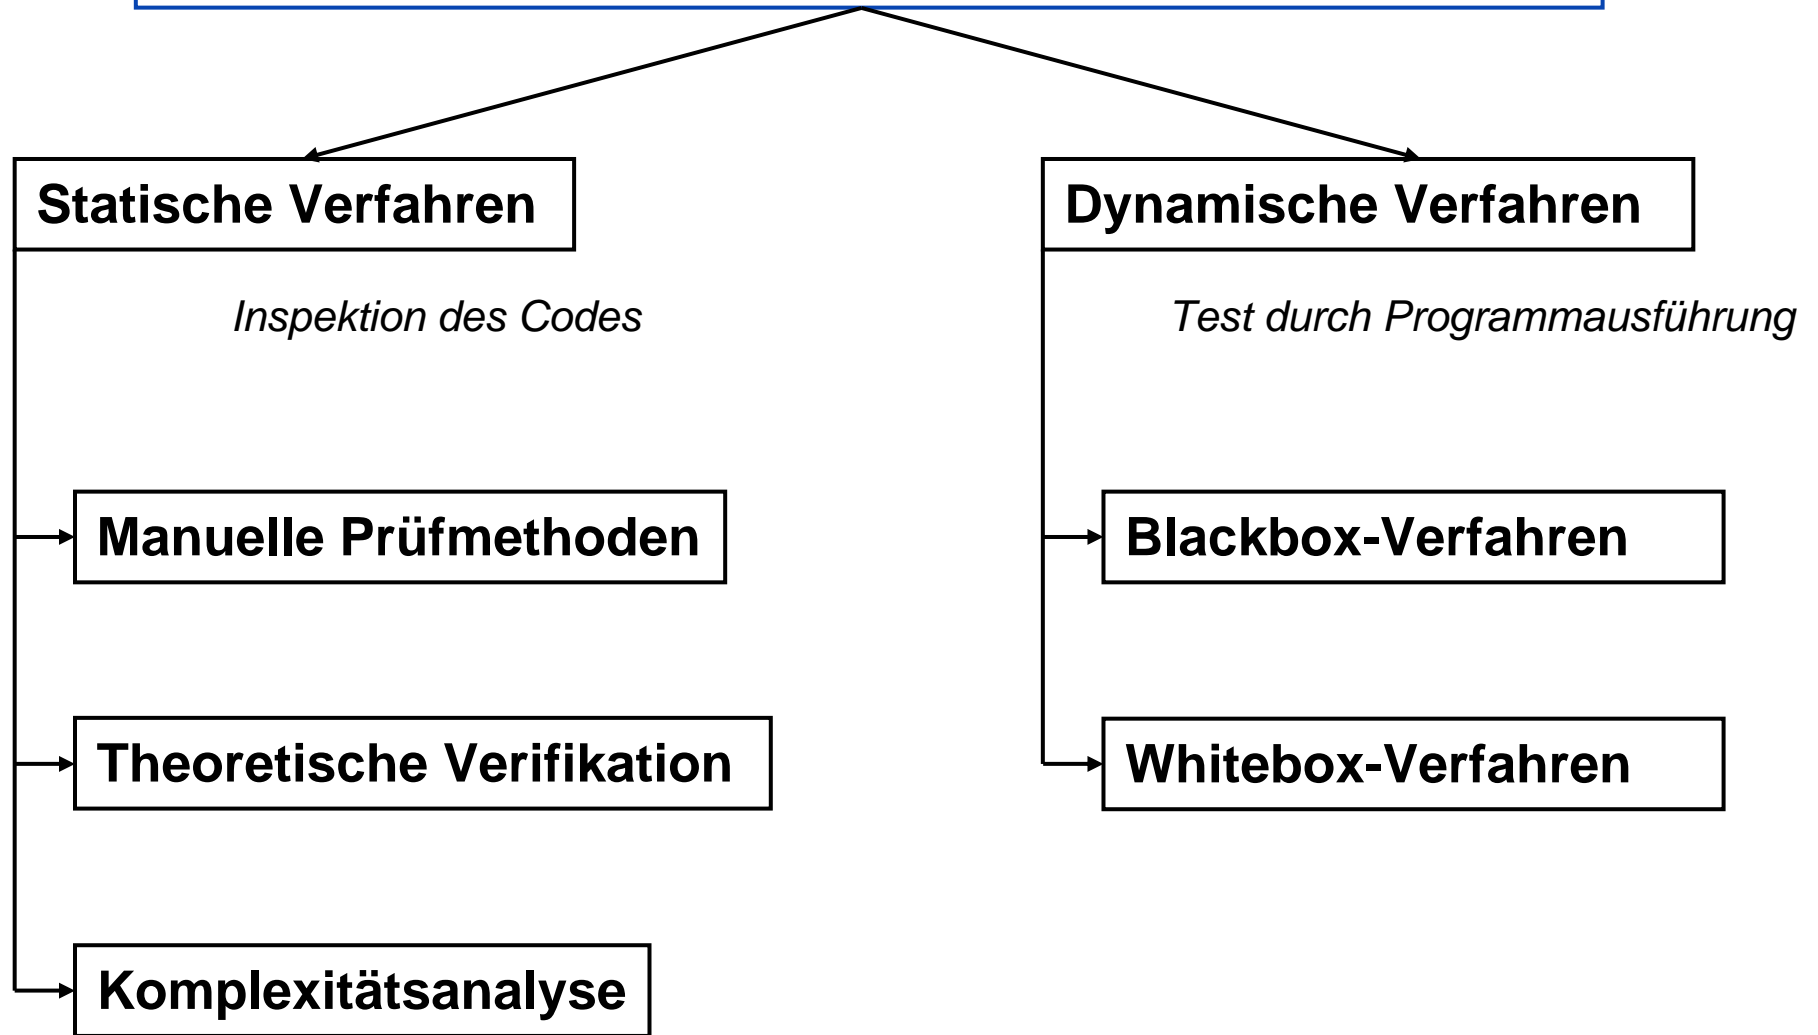 Statische Verfahren
Inspektion des Codes
Manuelle Prüfmethoden
Theoretische Verifikation
Komplexitätsanalyse
Dynamische Verfahren
Test durch Programmausführung
Blackbox-Verfahren
Whitebox-Verfahren